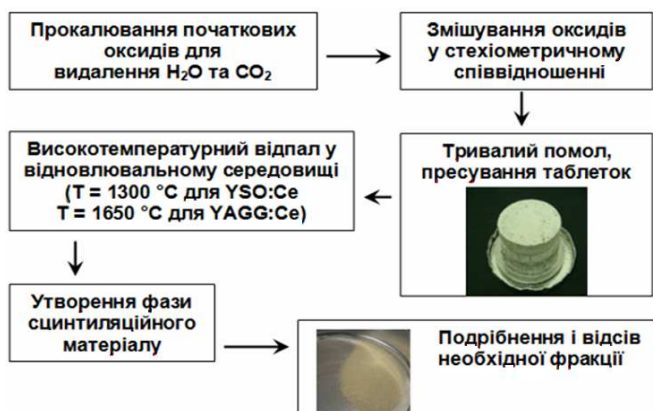 Прокалювання початкових
оксидів для
видалення H₂O та CO₂
Змішування оксидів
у стехіометричному
співвідношенні
Тривалий помол,
пресування таблеток
Високотемпературний відпал у
відновлювальному середовищі
(T = 1300 °C для YSO:Ce
T = 1650 °C для YAGG:Ce)
Утворення фази
сцинтиляційного
матеріалу
Подрібнення і відсів
необхідної фракції